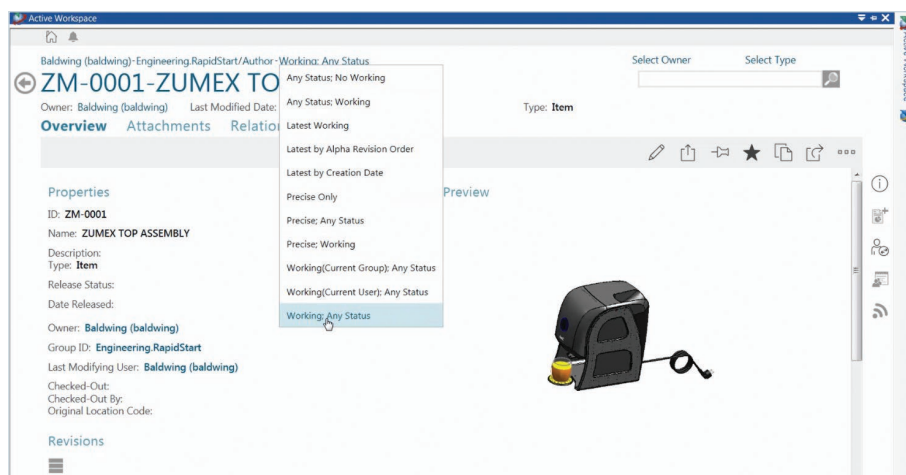 Active Workspace
Baldwing (baldwing)-Engineering.RapidStart/Author-Working; Any Status
Select Owner
Select Type
ZM-0001-ZUMEX TO
Owner: Baldwing (baldwing) Last Modified Date:
Type: Item
Overview Attachments Relation
Any Status; No Working
Any Status; Working
Latest Working
Latest by Alpha Revision Order
Latest by Creation Date
Precise Only
Precise; Any Status
Precise; Working
Working(Current Group); Any Status
Working(Current User); Any Status
Working; Any Status
Properties
ID: ZM-0001
Name: ZUMEX TOP ASSEMBLY
Description:
Type: Item
Release Status:
Date Released:
Owner: Baldwing (baldwing)
Group ID: Engineering.RapidStart
Last Modifying User: Baldwing (baldwing)
Checked-Out:
Checked-Out By:
Original Location Code:
Revisions
Preview